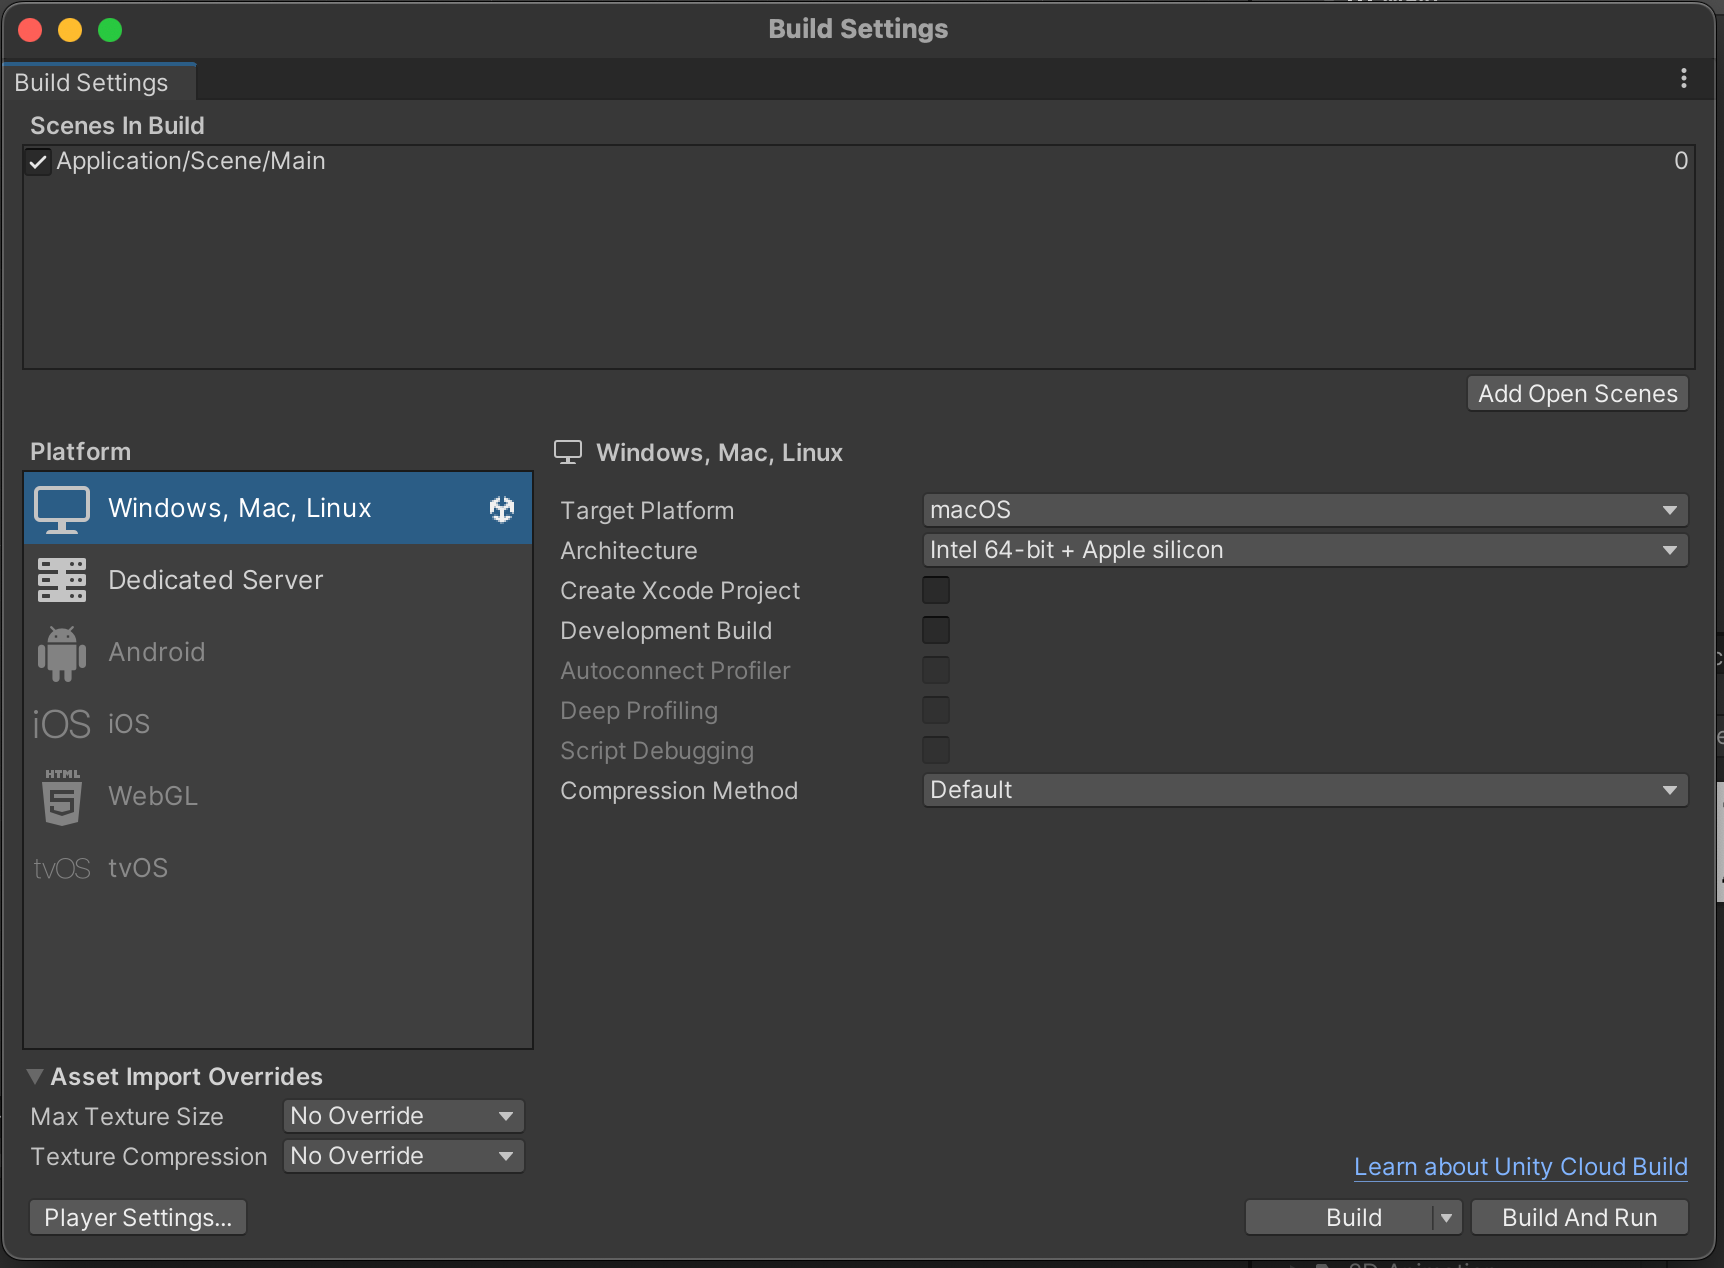 Build Settings
Build Settings
Scenes In Build
Application/Scene/Main 0
Add Open Scenes
Platform
Windows, Mac, Linux
Dedicated Server
Android
iOS iOS
HTML
5 WebGL
tvOS tvOS
Windows, Mac, Linux
Target Platform macOS
Architecture Intel 64-bit + Apple silicon
Create Xcode Project
Development Build
Autoconnect Profiler
Deep Profiling
Script Debugging
Compression Method Default
Asset Import Overrides
Max Texture Size No Override
Texture Compression No Override
Learn about Unity Cloud Build
Player Settings... Build Build And Run